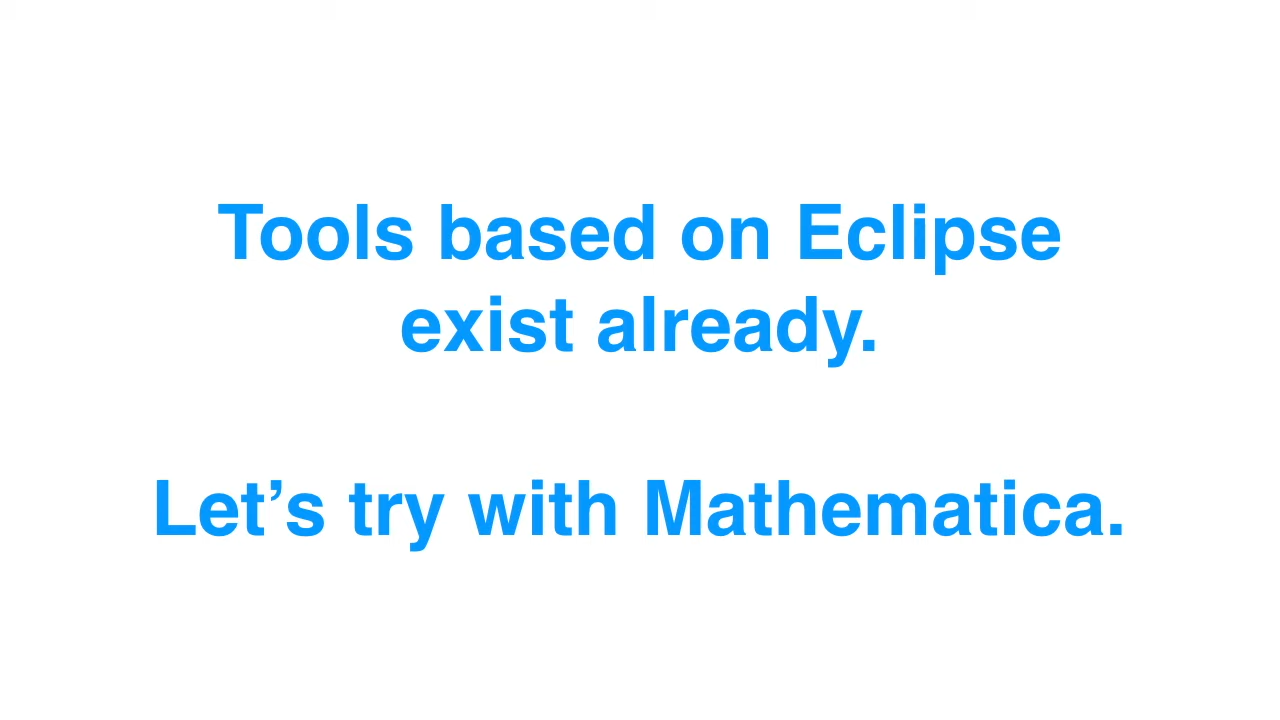 Tools based on Eclipse
exist already.
Let’s try with Mathematica.